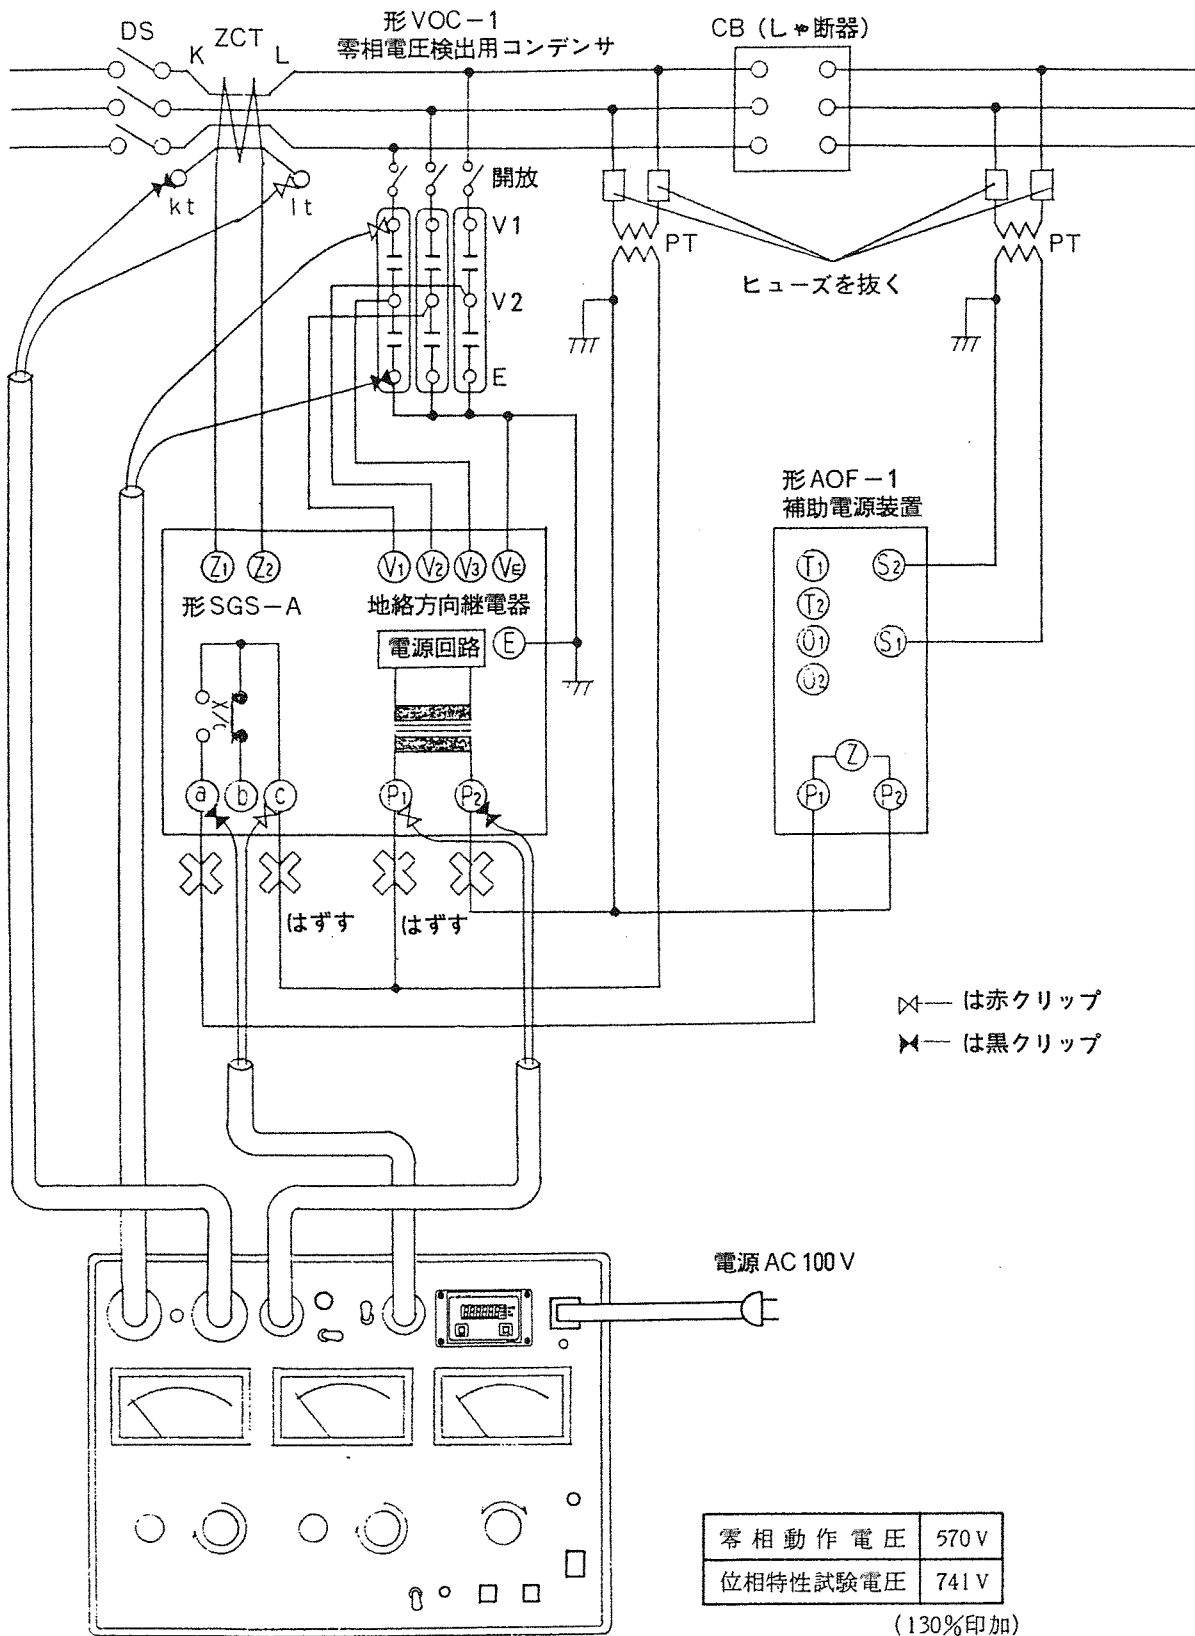 形VOC-1
零相電圧検出用コンデンサ
CB (しゃ断器)
DS
ZCT
K
L
開放
kt
lt
V1
V2
E
PT
PT
ヒューズを抜く
形AOF-1
補助電源装置
Z1
Z2
V1
V2
V3
VE
形SGS-A
地絡方向継電器
電源回路
E
T1
T2
O1
O2
S2
S1
X/c
a
b
c
P1
P2
Z
P1
P2
はずす
はずす
は赤クリップ
は黒クリップ
電源AC100V
零相動作電圧 570V
位相特性試験電圧 741V
(130%印加)